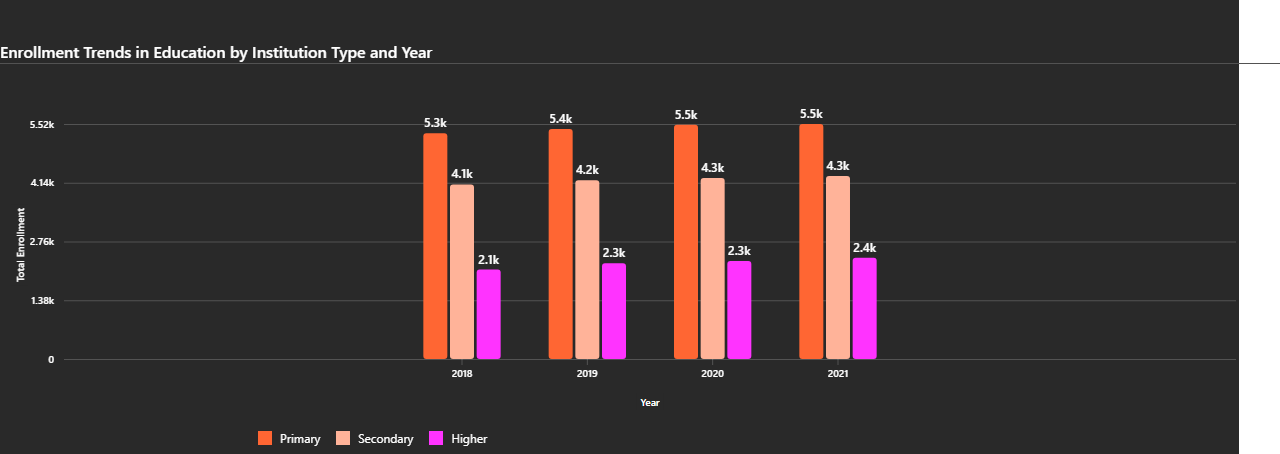 Enrollment Trends in Education by Institution Type and Year
5.52k
4.14k
2.76k
1.38k
0
Total Enrollment
5.3k
4.1k
2.1k
5.4k
4.2k
2.3k
5.5k
4.3k
2.3k
5.5k
4.3k
2.4k
2018
2019
2020
2021
Year
Primary
Secondary
Higher